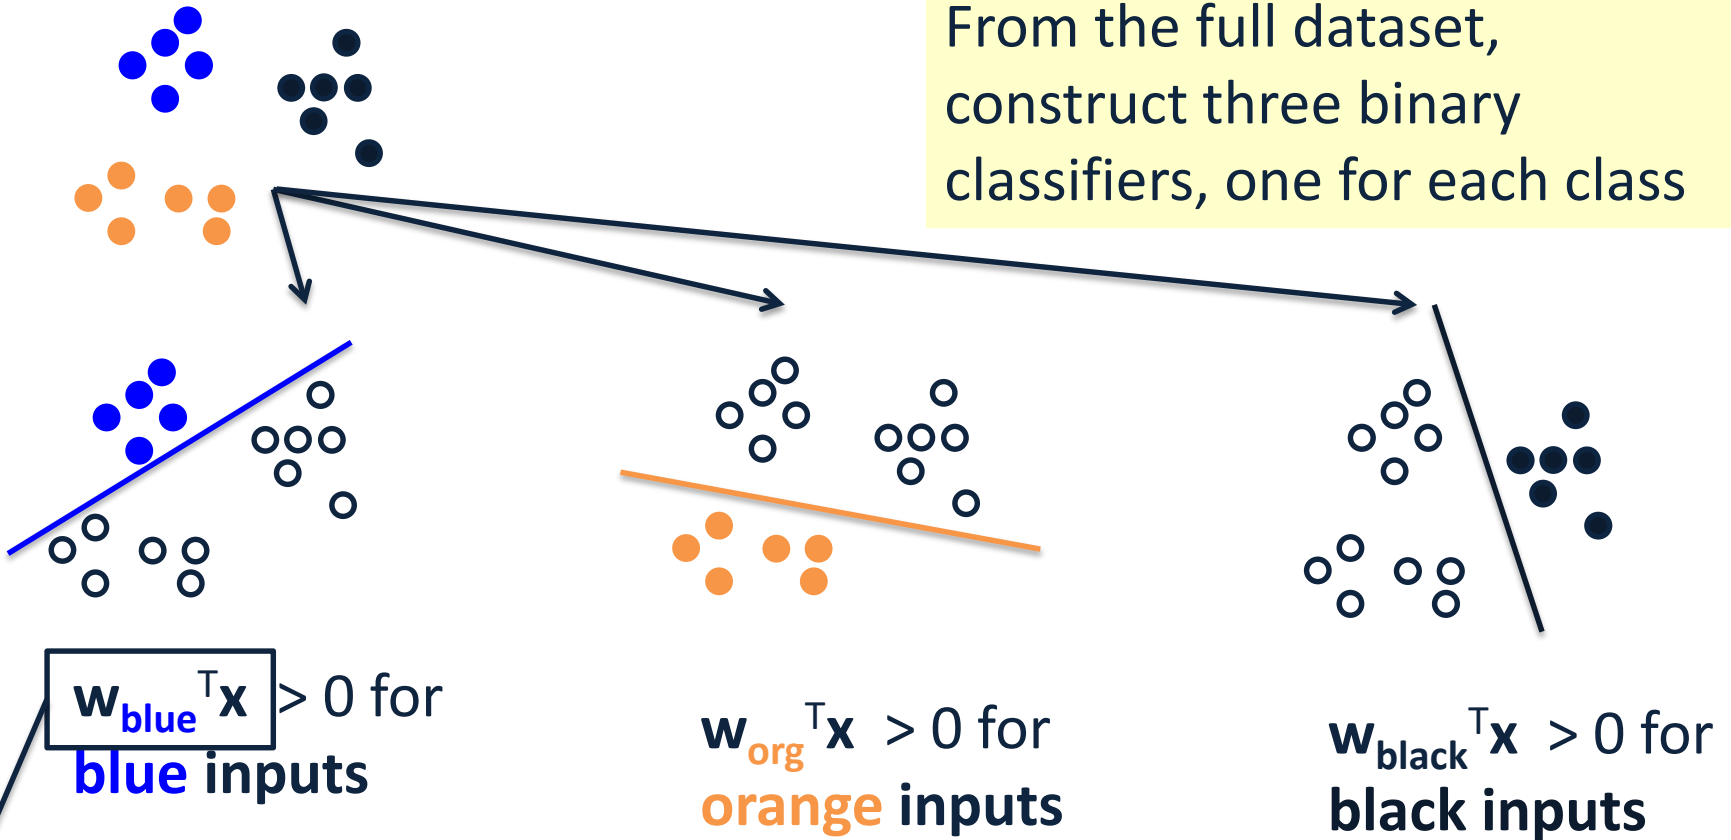 From the full dataset,
construct three binary
classifiers, one for each class
w_blue^T x > 0 for
blue inputs
w_org^T x > 0 for
orange inputs
w_black^T x > 0 for
black inputs